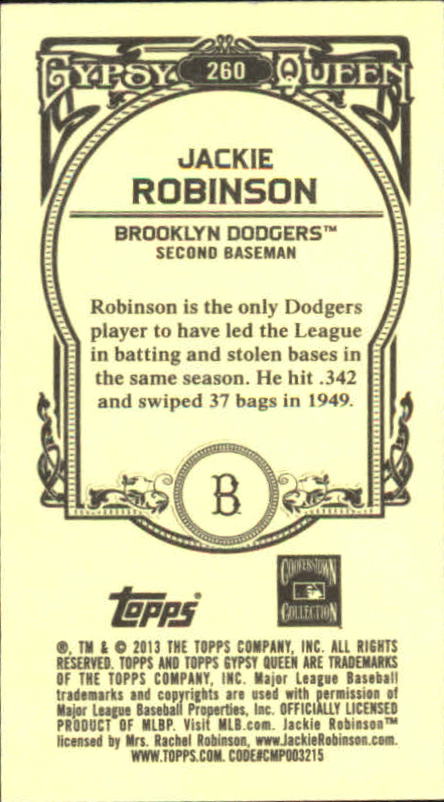 GYPSY 260 QUEEN
JACKIE
ROBINSON
BROOKLYN DODGERS™
SECOND BASEMAN
Robinson is the only Dodgers
player to have led the League
in batting and stolen bases in
the same season. He hit .342
and swiped 37 bags in 1949.
B
topps®
COOPERSTOWN
COLLECTION
®, TM & © 2013 THE TOPPS COMPANY, INC. ALL RIGHTS
RESERVED. TOPPS AND TOPPS GYPSY QUEEN ARE TRADEMARKS
OF THE TOPPS COMPANY, INC. Major League Baseball
trademarks and copyrights are used with permission of
Major League Baseball Properties, Inc. OFFICIALLY LICENSED
PRODUCT OF MLBP. Visit MLB.com. Jackie Robinson™
licensed by Mrs. Rachel Robinson, www.JackieRobinson.com.
WWW.TOPPS.COM. CODE#CMP003215